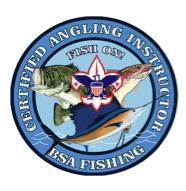 CERTIFIED ANGLING INSTRUCTOR
FISH ON!
BSA FISHING